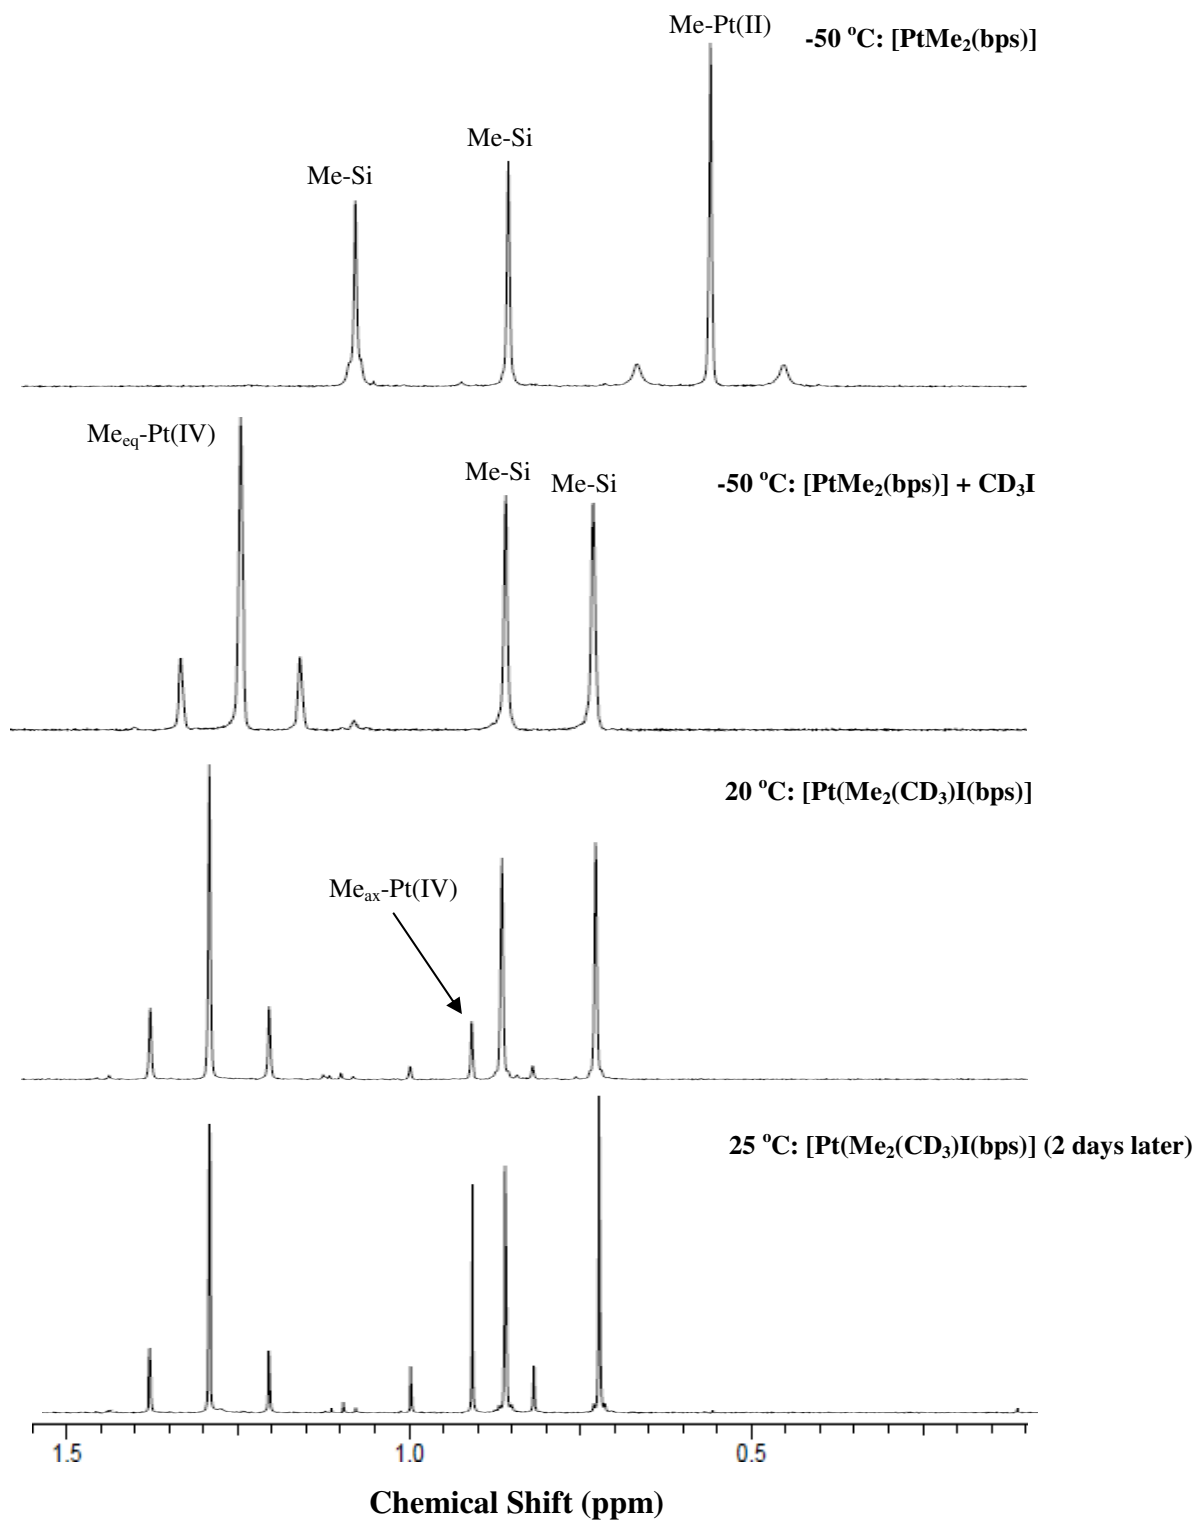 Me-Pt(II)
-50 °C: [PtMe₂(bps)]
Me-Si
Me-Si
Me_eq-Pt(IV)
Me-Si
Me-Si
-50 °C: [PtMe₂(bps)] + CD₃I
20 °C: [Pt(Me₂(CD₃)I(bps)]
Me_ax-Pt(IV)
25 °C: [Pt(Me₂(CD₃)I(bps)] (2 days later)
1.5 1.0 0.5
Chemical Shift (ppm)